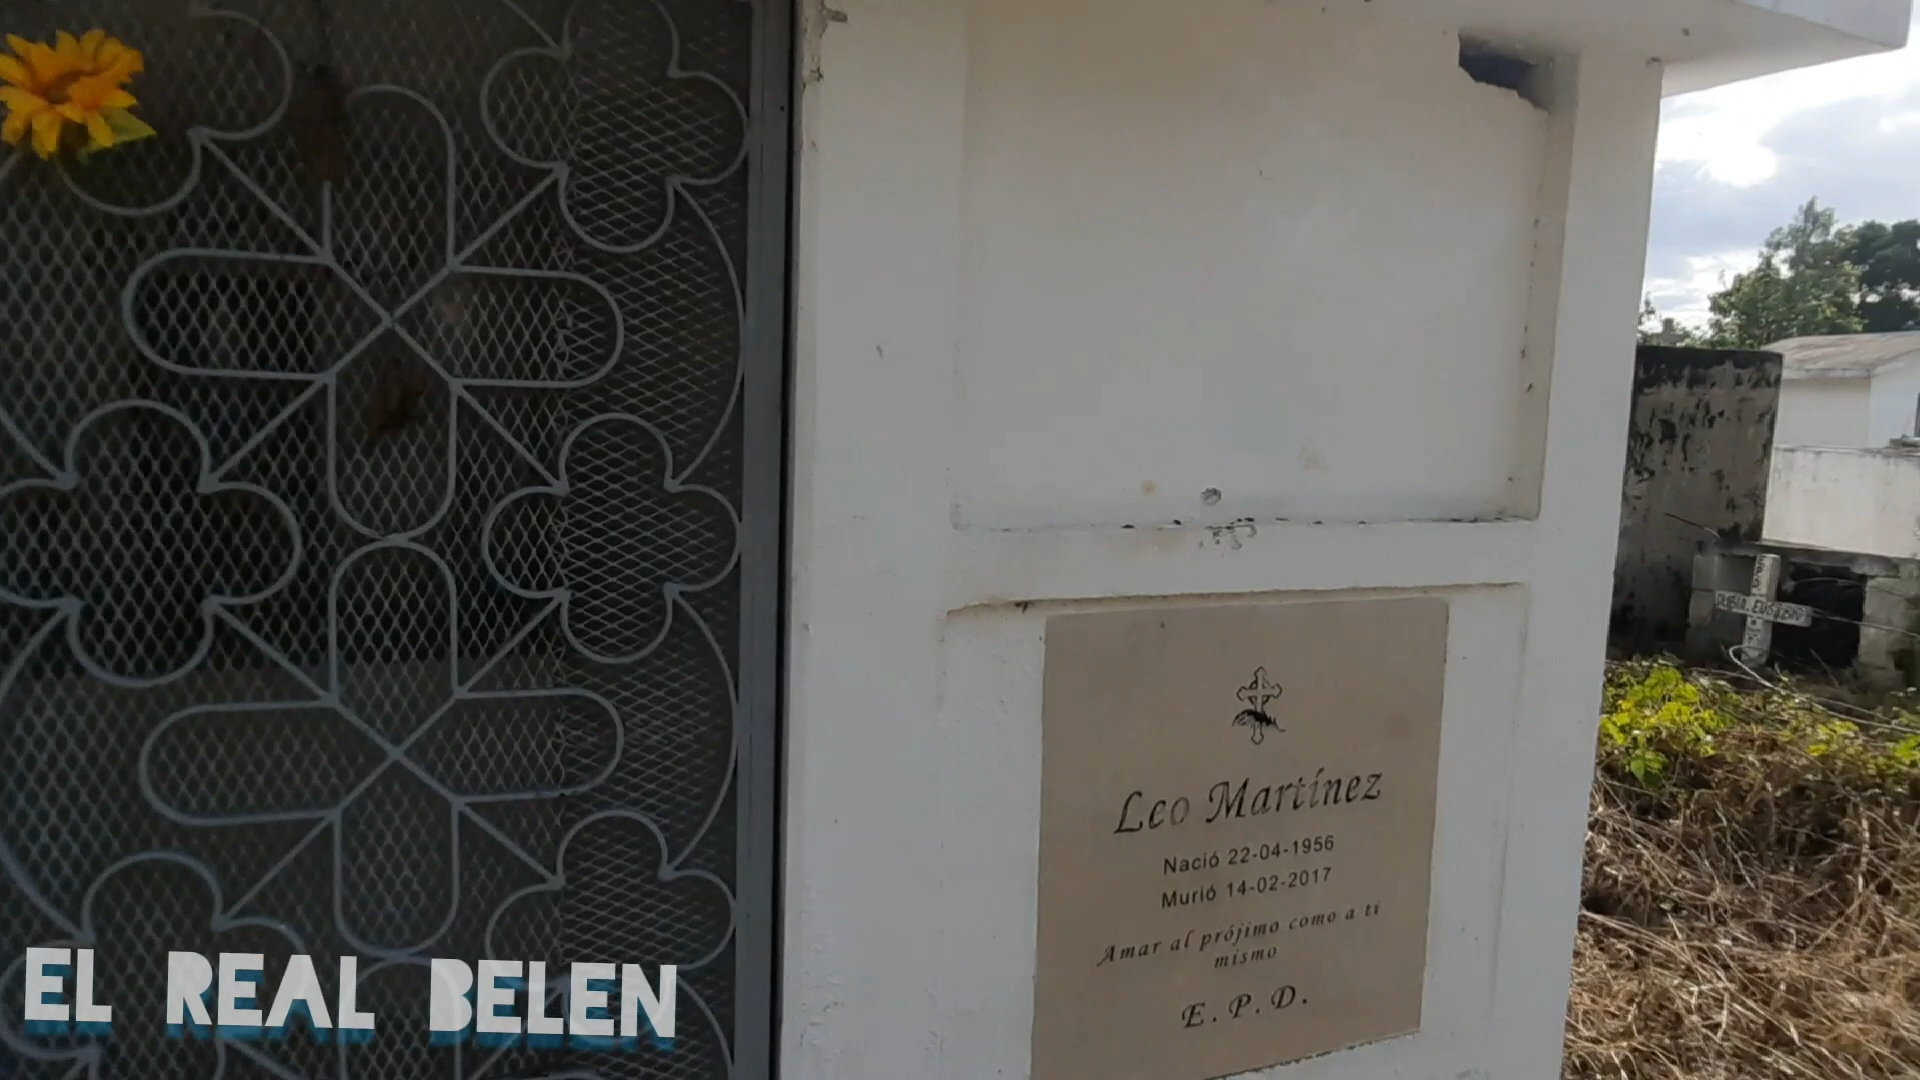 Leo Martínez
Nació 22-04-1956
Murió 14-02-2017
Amar al prójimo como a ti
mismo
E.P.D.
EL REAL BELEN